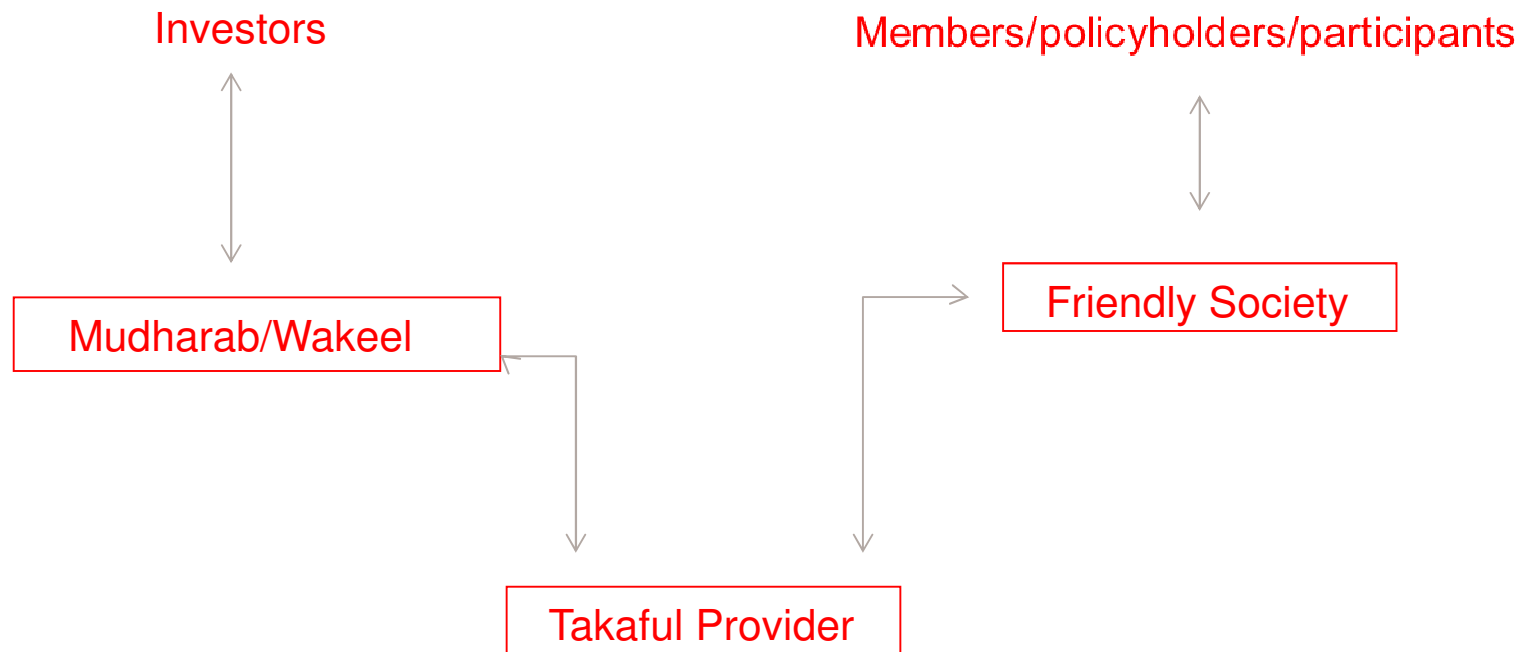 Investors
Members/policyholders/participants
Friendly Society
Mudharab/Wakeel
Takaful Provider